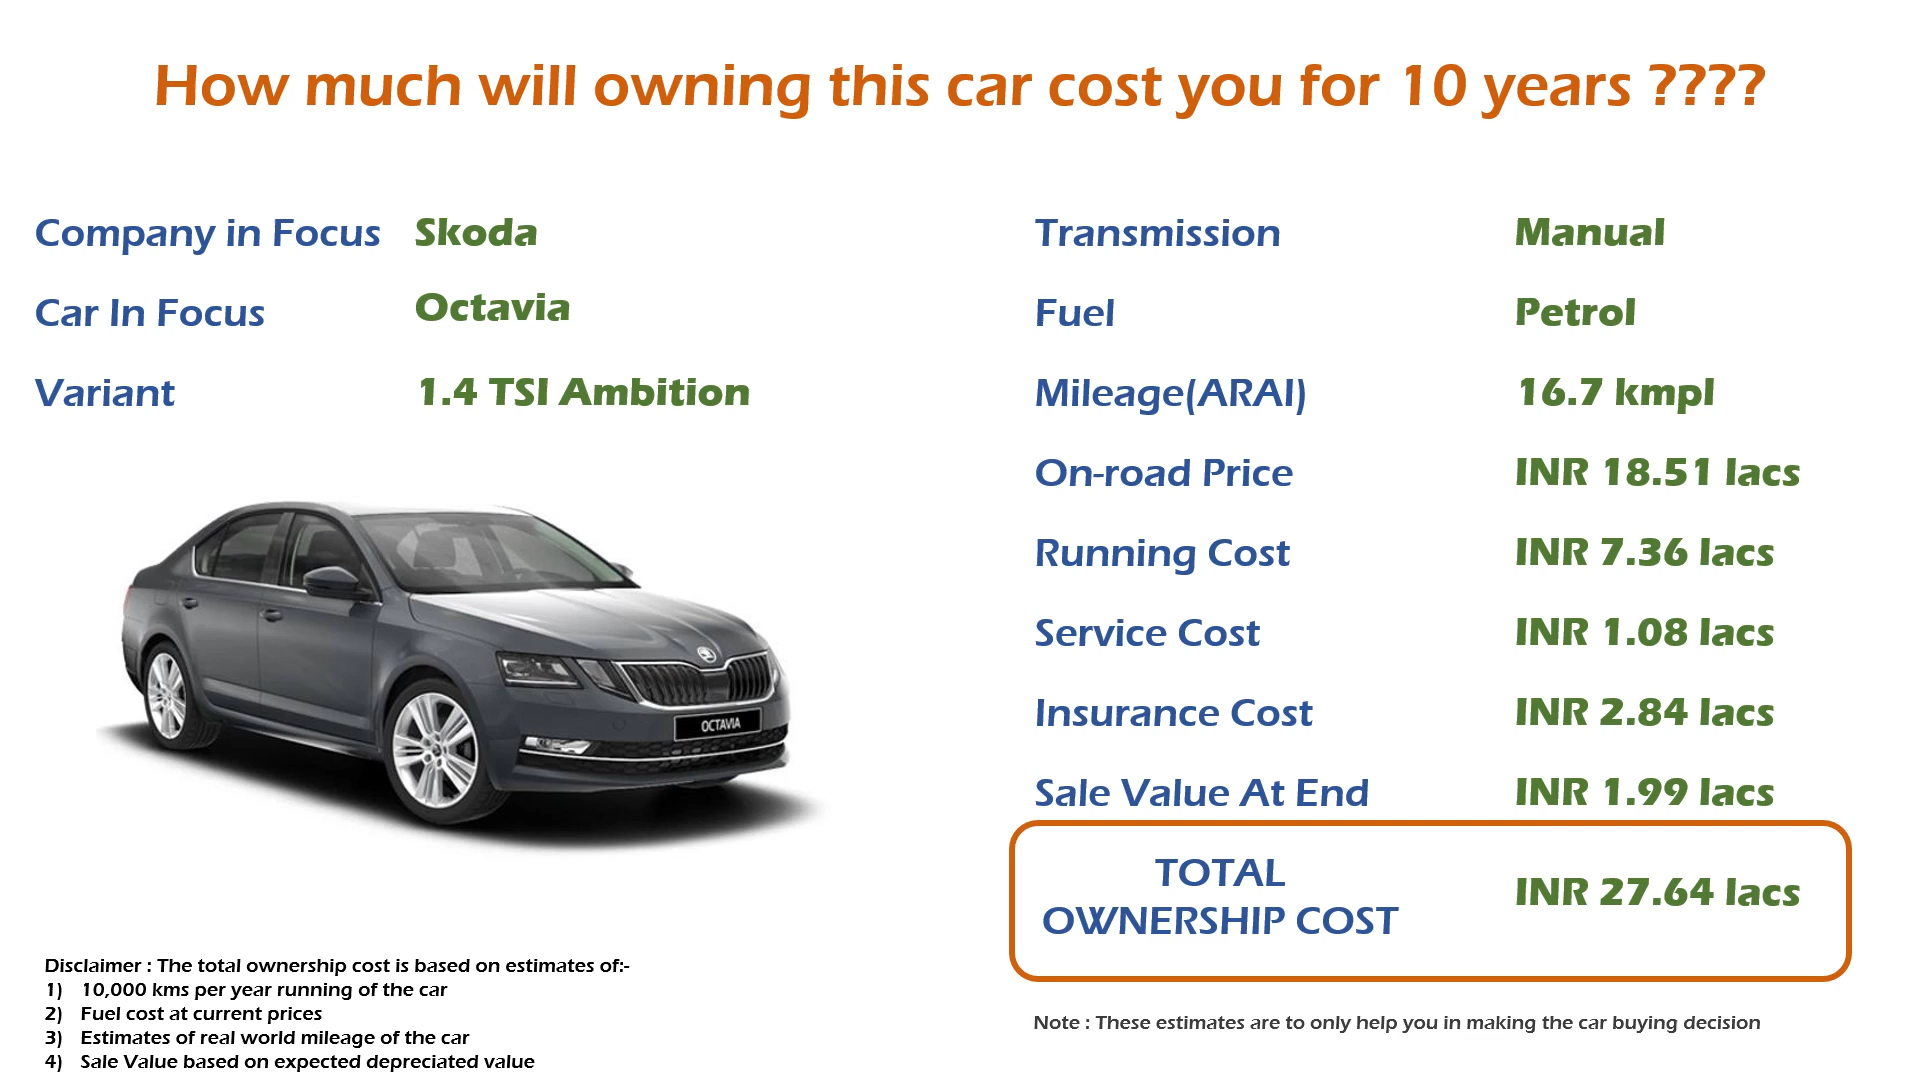 How much will owning this car cost you for 10 years ????
Company in Focus Skoda
Car In Focus Octavia
Variant 1.4 TSI Ambition
OCTAVIA
Transmission Manual
Fuel Petrol
Mileage(ARAI) 16.7 kmpl
On-road Price INR 18.51 lacs
Running Cost INR 7.36 lacs
Service Cost INR 1.08 lacs
Insurance Cost INR 2.84 lacs
Sale Value At End INR 1.99 lacs
TOTAL
OWNERSHIP COST INR 27.64 lacs
Disclaimer : The total ownership cost is based on estimates of:-
1) 10,000 kms per year running of the car
2) Fuel cost at current prices
3) Estimates of real world mileage of the car
4) Sale Value based on expected depreciated value
Note : These estimates are to only help you in making the car buying decision